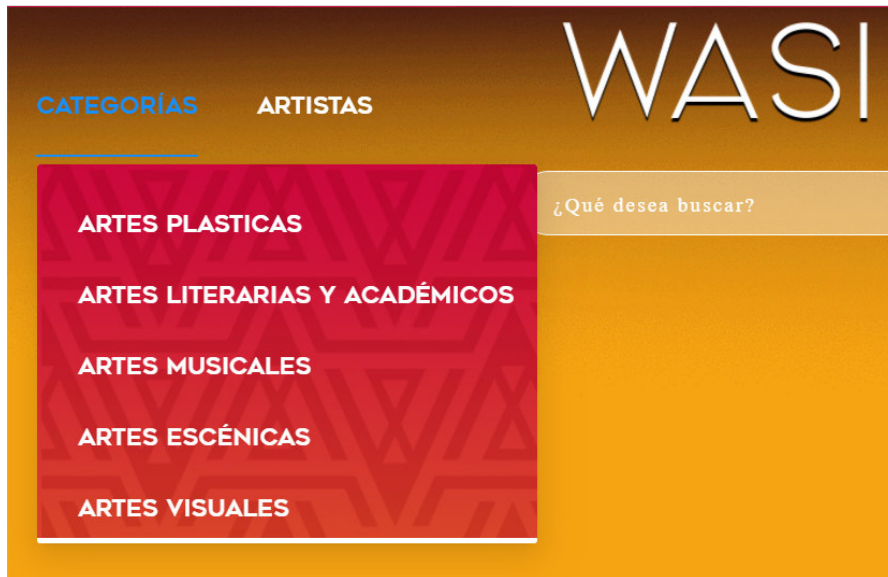 WASI
CATEGORÍAS
ARTISTAS
¿Qué desea buscar?
ARTES PLASTICAS
ARTES LITERARIAS Y ACADÉMICOS
ARTES MUSICALES
ARTES ESCÉNICAS
ARTES VISUALES